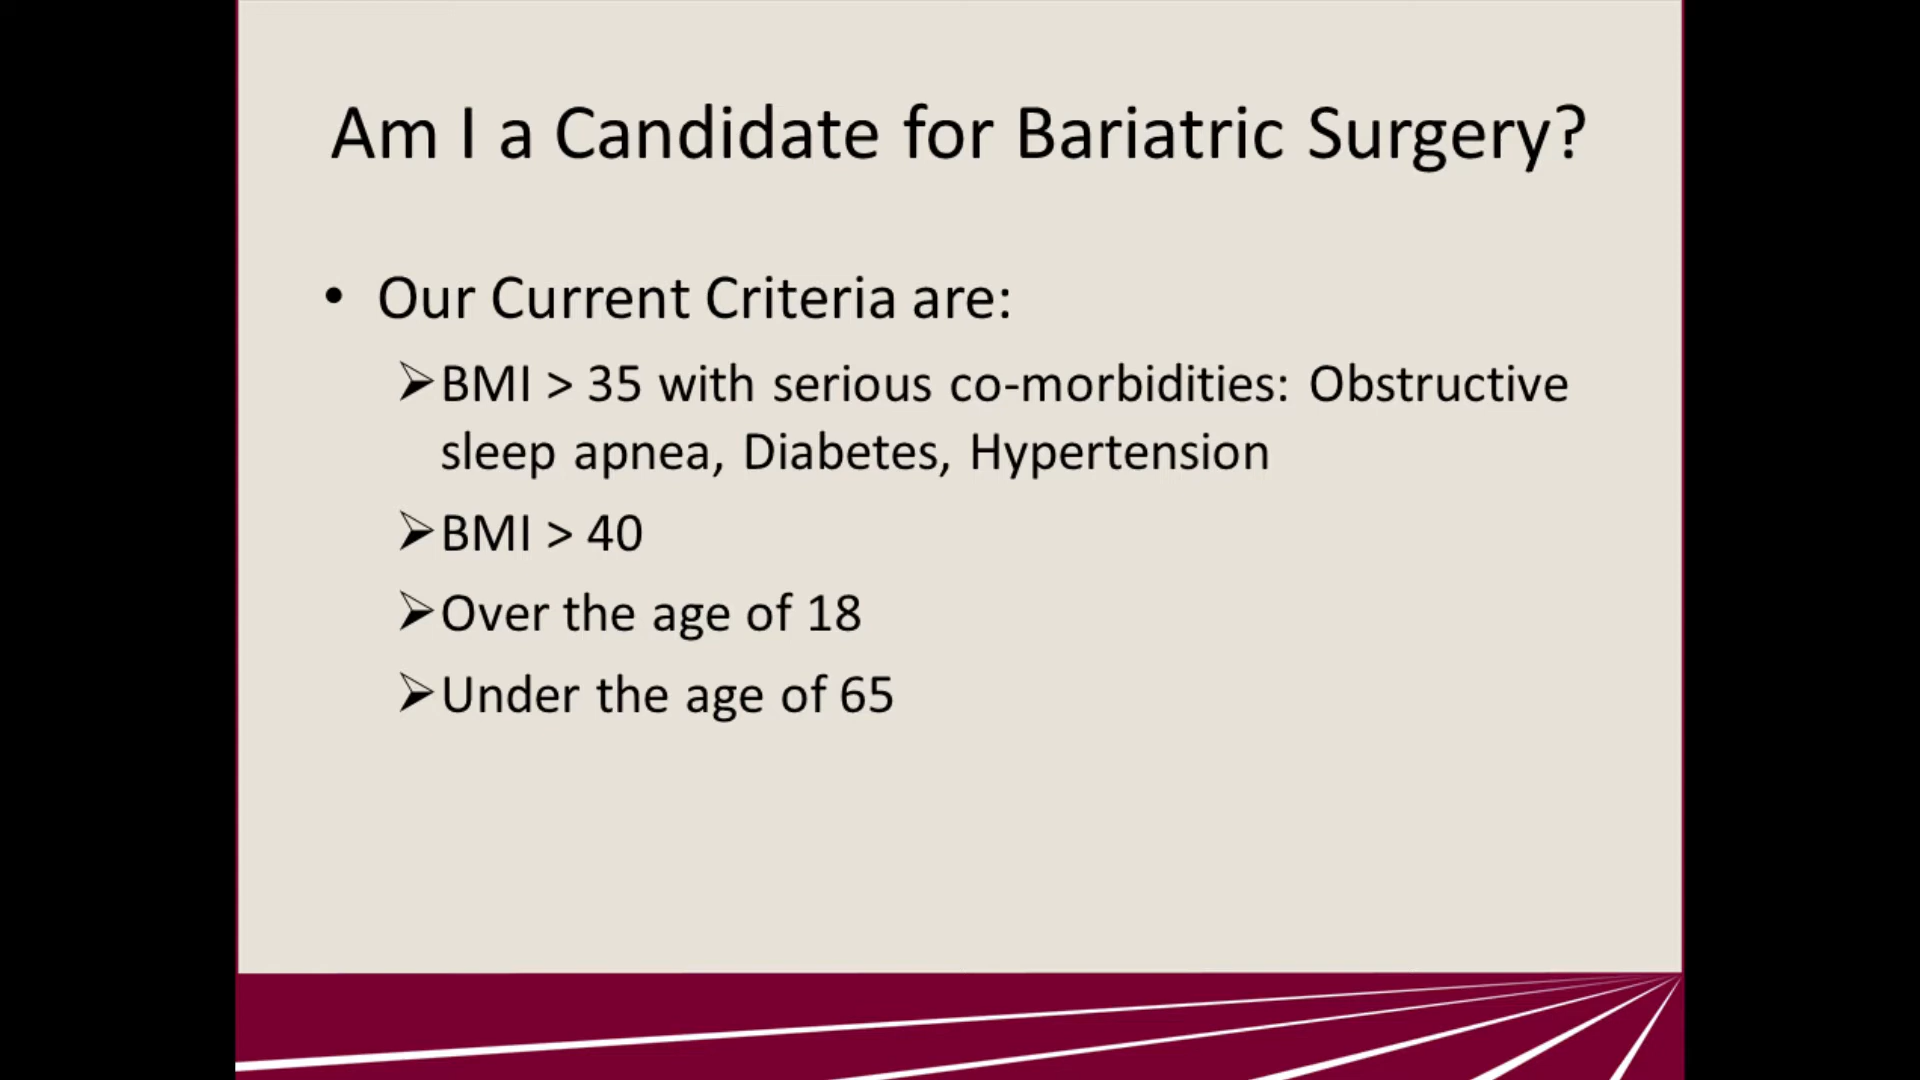 Am I a Candidate for Bariatric Surgery?
• Our Current Criteria are:
➢BMI > 35 with serious co-morbidities: Obstructive
sleep apnea, Diabetes, Hypertension
➢BMI > 40
➢Over the age of 18
➢Under the age of 65